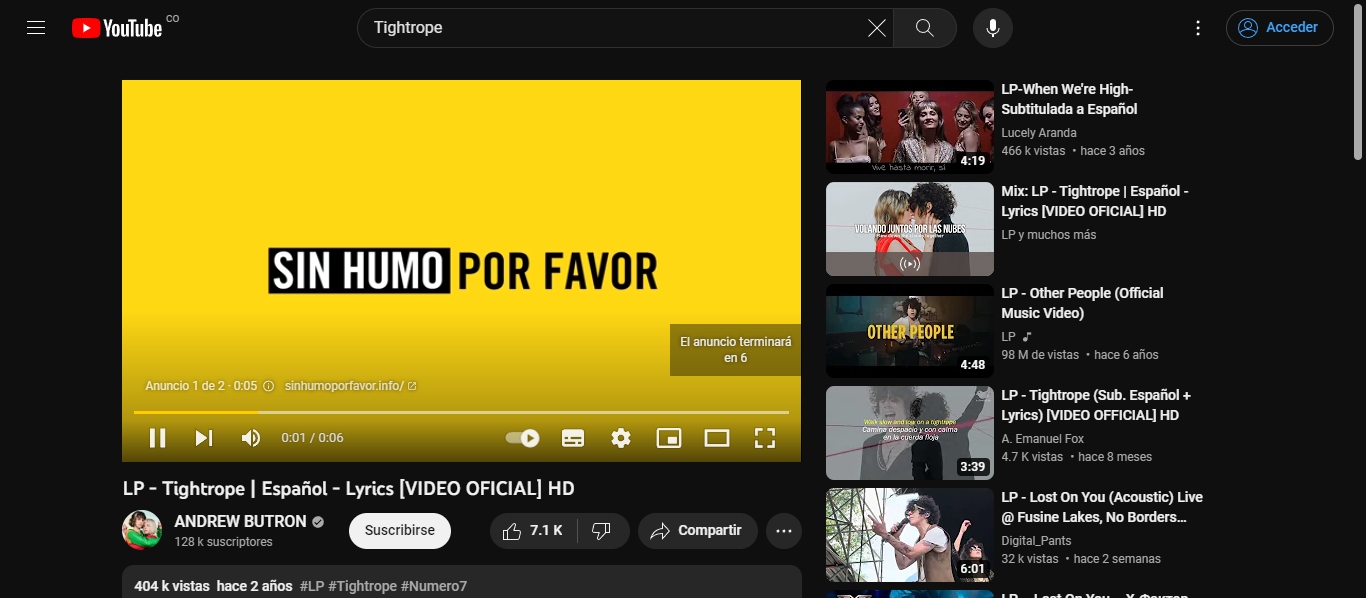 YouTube CO
Tightrope
Acceder
SIN HUMO POR FAVOR
El anuncio terminará
en 6
Anuncio 1 de 2 · 0:05
sinhumoporfavor.info/
0:01 / 0:06
LP - Tightrope | Español - Lyrics [VIDEO OFICIAL] HD
ANDREW BUTRON
128 k suscriptores
Suscribirse
7.1 K
Compartir
404 k vistas hace 2 años #LP #Tightrope #Numero7
Vive hasta morir, sí
4:19
LP-When We're High-
Subtitulada a Español
Lucely Aranda
466 k vistas • hace 3 años
VOLANDO JUNTOS POR LAS NUBES
Mix: LP - Tightrope | Español -
Lyrics [VIDEO OFICIAL] HD
LP y muchos más
OTHER PEOPLE
4:48
LP - Other People (Official
Music Video)
LP
98 M de vistas • hace 6 años
Walk slow and low on a tightrope
Camina despacio y con calma
en la cuerda floja
3:39
LP - Tightrope (Sub. Español +
Lyrics) [VIDEO OFFICIAL] HD
A. Emanuel Fox
4.7 K vistas • hace 8 meses
6:01
LP - Lost On You (Acoustic) Live
@ Fusine Lakes, No Borders...
Digital_Pants
32 k vistas • hace 2 semanas